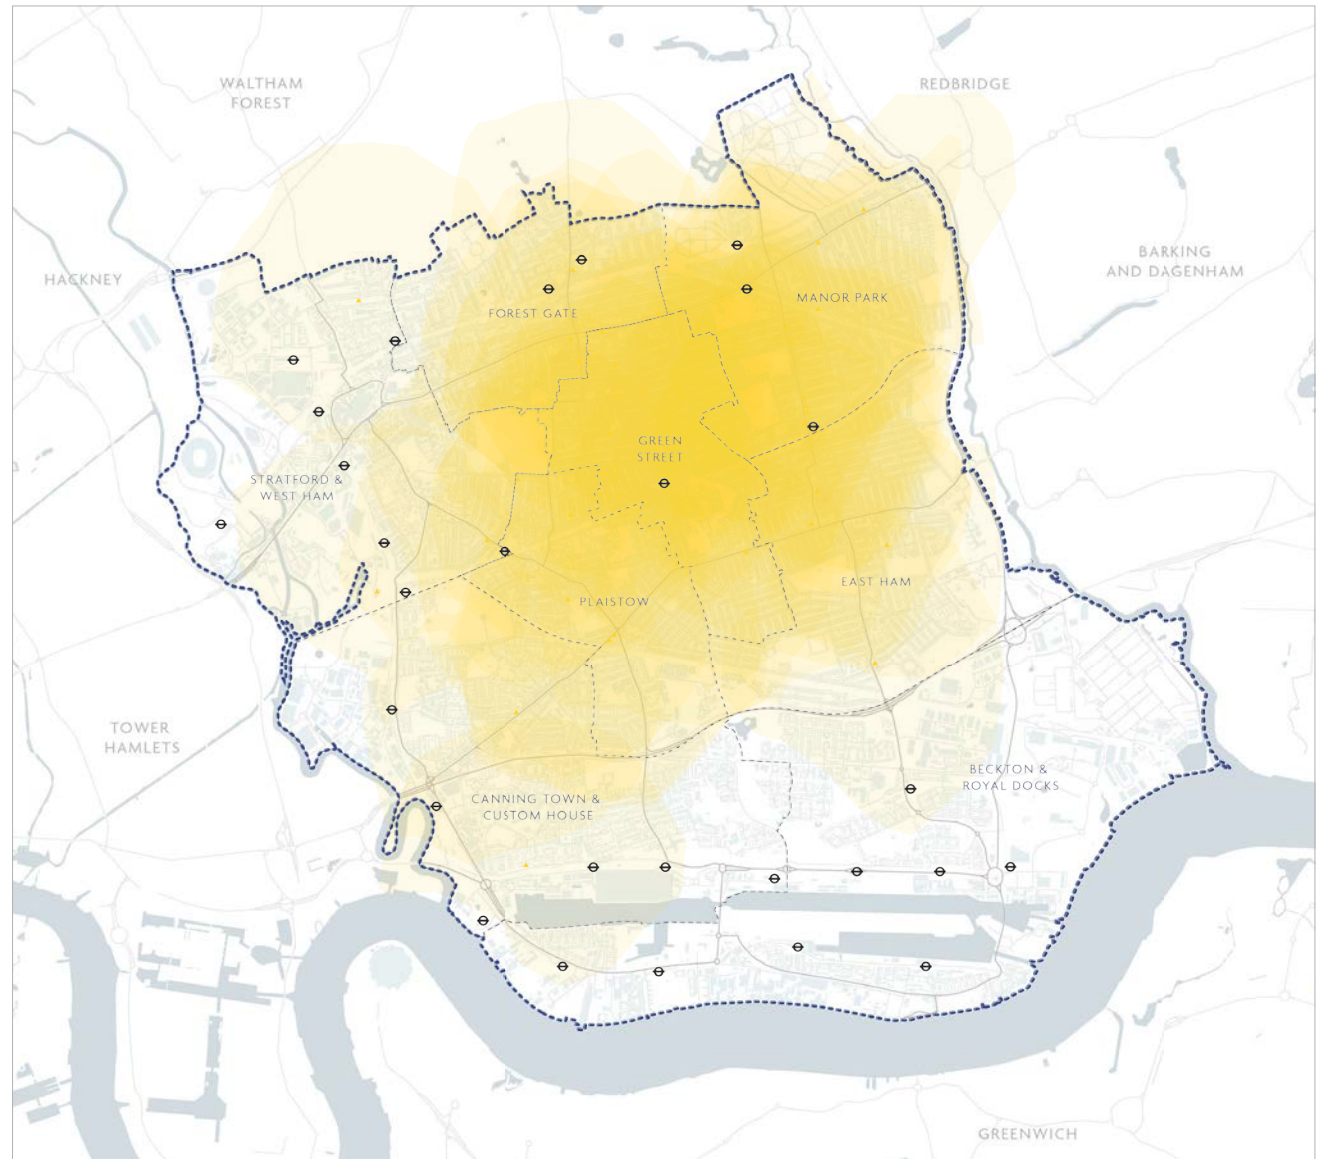 WALTHAM
FOREST
REDBRIDGE
HACKNEY
BARKING
AND DAGENHAM
MANOR PARK
FOREST GATE
GREEN
STREET
STRATFORD &
WEST HAM
EAST HAM
PLAISTOW
TOWER
HAMLETS
BECKTON &
ROYAL DOCKS
CANNING TOWN &
CUSTOM HOUSE
GREENWICH